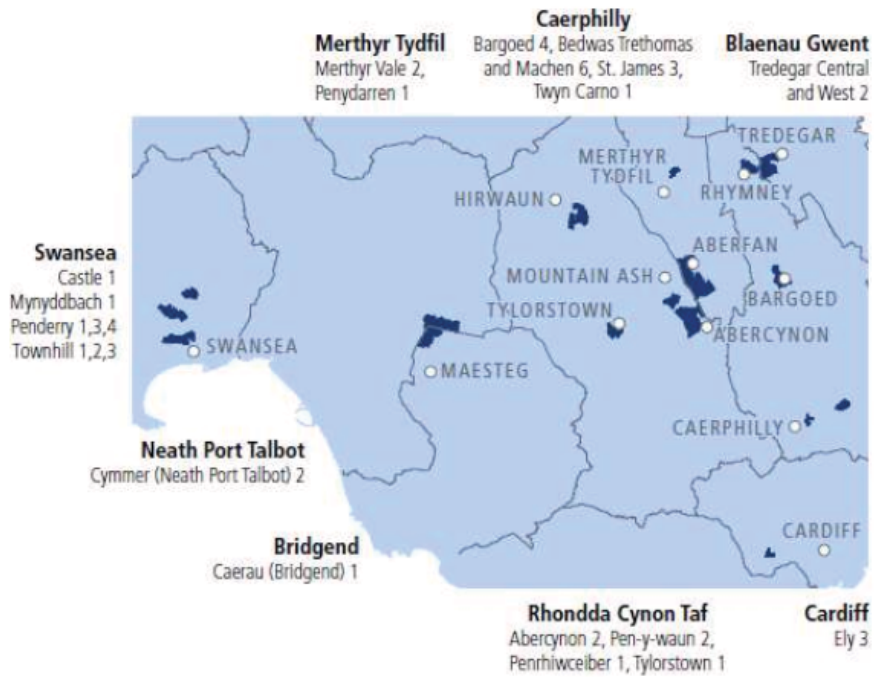 Caerphilly
Bargoed 4, Bedwas Trethomas
and Machen 6, St. James 3,
Twyn Carno 1
Merthyr Tydfil
Merthyr Vale 2,
Penydarren 1
Blaenau Gwent
Tredegar Central
and West 2
TREDEGAR
MERTHYR
TYDFIL
RHYMNEY
HIRWAUN
ABERFAN
MOUNTAIN ASH
BARGOED
TYLORSTOWN
ABERCYNON
Swansea
Castle 1
Mynyddbach 1
Penderry 1,3,4
Townhill 1,2,3
SWANSEA
MAESTEG
CAERPHILLY
Neath Port Talbot
Cymmer (Neath Port Talbot) 2
CARDIFF
Bridgend
Caerau (Bridgend) 1
Rhondda Cynon Taf
Abercynon 2, Pen-y-waun 2,
Penrhiwceiber 1, Tylorstown 1
Cardiff
Ely 3